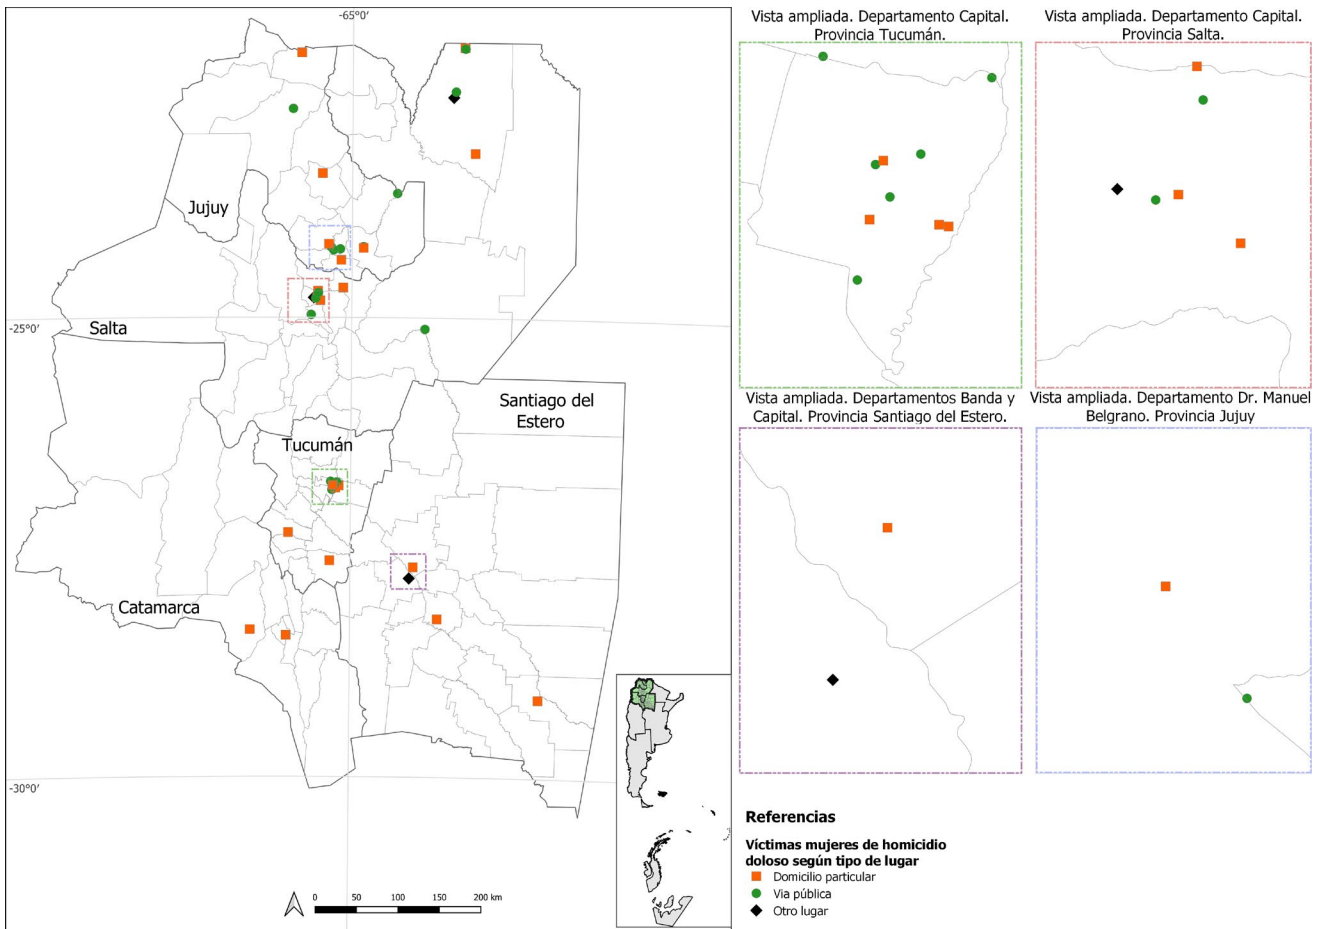 -65°0'
Jujuy
Salta
-25°0'
Santiago del
Estero
Tucumán
Catamarca
-30°0'
0 50 100 150 200 km
Vista ampliada. Departamento Capital.
Provincia Tucumán.
Vista ampliada. Departamento Capital.
Provincia Salta.
Vista ampliada. Departamentos Banda y
Capital. Provincia Santiago del Estero.
Vista ampliada. Departamento Dr. Manuel
Belgrano. Provincia Jujuy
Referencias
Víctimas mujeres de homicidio
doloso según tipo de lugar
Domicilio particular
Via pública
Otro lugar